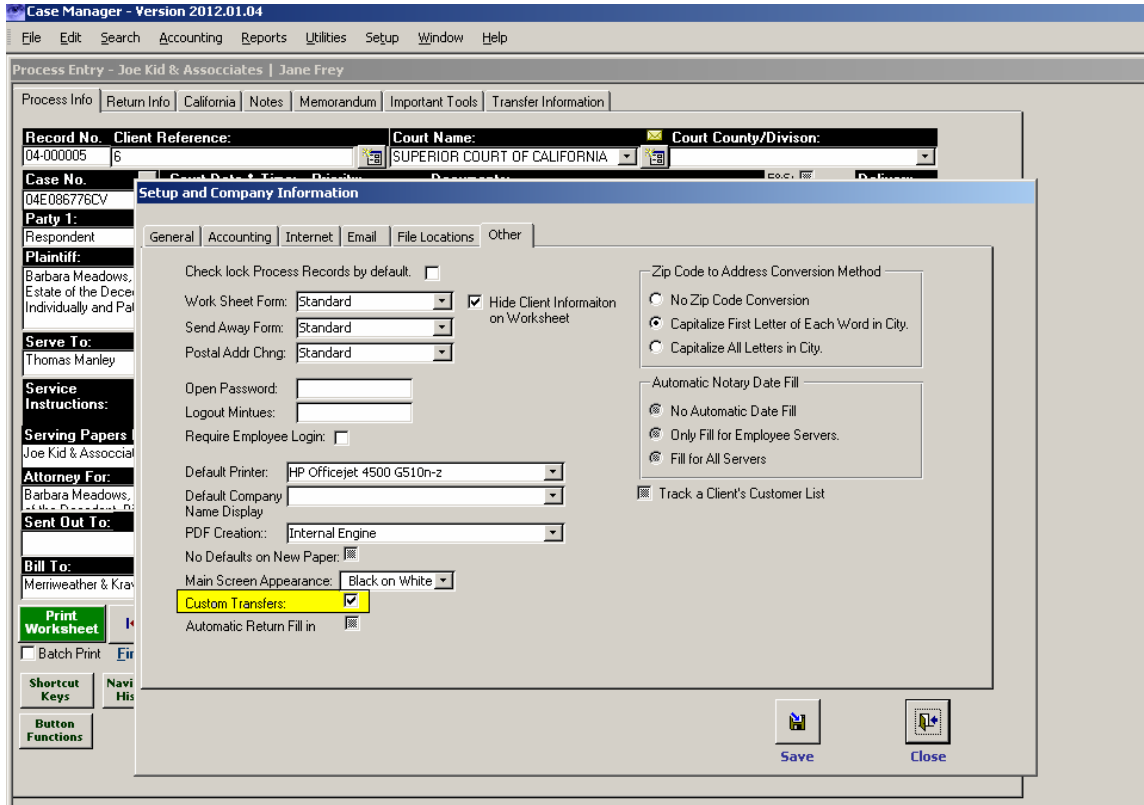 Case Manager - Version 2012.01.04
File Edit Search Accounting Reports Utilities Setup Window Help
Process Entry - Joe Kid & Assocciates | Jane Frey
Process Info Return Info California Notes Memorandum Important Tools Transfer Information
Record No. Client Reference: Court Name: Court County/Divison:
04-000005 6 SUPERIOR COURT OF CALIFORNIA
Case No.
04E086776CV
Setup and Company Information
Party 1:
Respondent
General Accounting Internet Email File Locations Other
Plaintiff:
Barbara Meadows,
Estate of the
Individually and
Check lock Process Records by default.
Work Sheet Form: Standard
Hide Client Informaiton
on Worksheet
Send Away Form: Standard
Postal Addr Chng: Standard
Zip Code to Address Conversion Method
No Zip Code Conversion
Capitalize First Letter of Each Word in City.
Capitalize All Letters in City.
Serve To:
Thomas Manley
Service
Instructions:
Open Password:
Logout Mintues:
Require Employee Login:
Automatic Notary Date Fill
No Automatic Date Fill
Only Fill for Employee Servers.
Fill for All Servers
Serving Papers
Joe Kid &
Attorney For:
Barbara Meadows,
Default Printer: HP Officejet 4500 G510n-z
Default Company
Name Display
Track a Client's Customer List
Sent Out To:
PDF Creation:: Internal Engine
No Defaults on New Paper:
Bill To:
Merriweather &
Main Screen Appearance: Black on White
Custom Transfers:
Automatic Return Fill in
Print
Worksheet
Batch Print
Shortcut
Keys
Button
Functions
Save Close